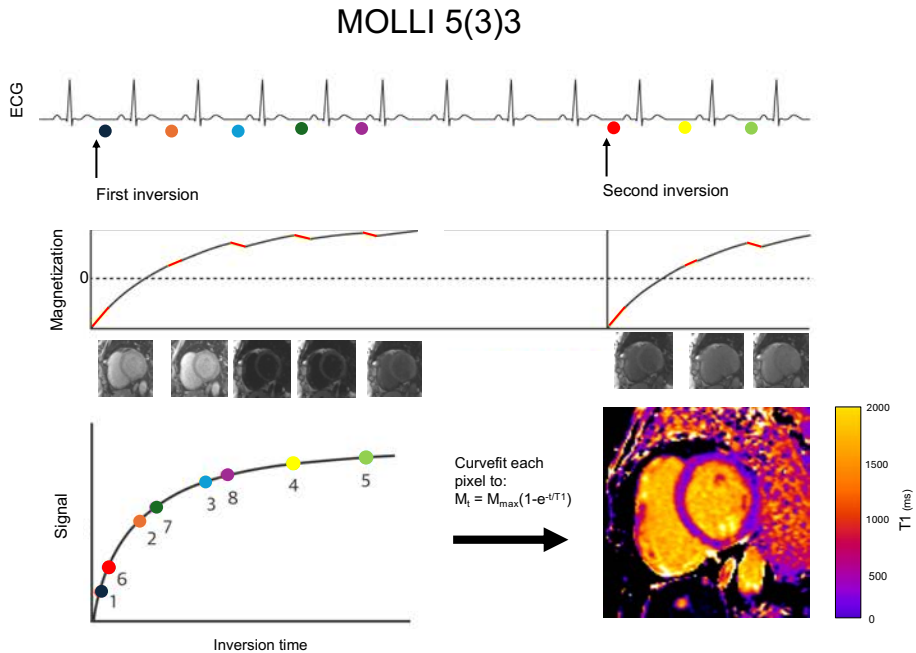 MOLLI 5(3)3
ECG
First inversion
Second inversion
Magnetization
0
Signal
1
6
2
7
3
8
4
5
Inversion time
Curvefit each
pixel to:
Mₜ = Mₘₐₓ(1-e⁻ᵗ/ᵀ¹)
2000
1500
1000
500
0
T1 (ms)